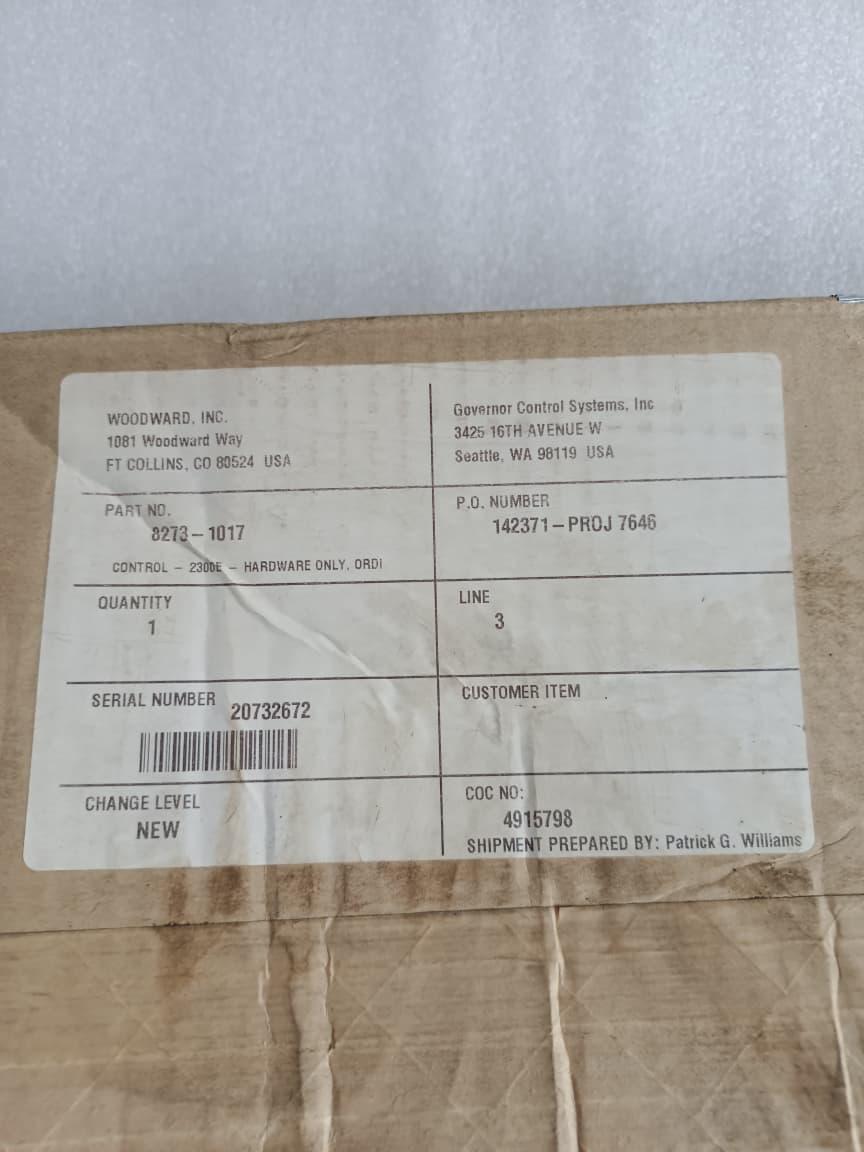 WOODWARD, INC.
1081 Woodward Way
FT COLLINS, CO 80524 USA
Governor Control Systems, Inc
3425 16TH AVENUE W
Seattle, WA 98119 USA
PART NO.
8273-1017
CONTROL - 2300E - HARDWARE ONLY, ORDI
P.O. NUMBER
142371-PROJ 7646
QUANTITY
1
LINE
3
SERIAL NUMBER
20732672
CUSTOMER ITEM
CHANGE LEVEL
NEW
COC NO:
4915798
SHIPMENT PREPARED BY: Patrick G. Williams